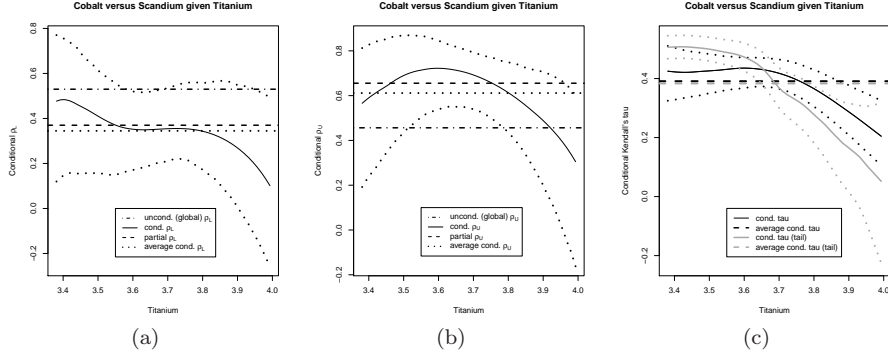 Cobalt versus Scandium given Titanium
Conditional ρL
0.8
0.6
0.4
0.2
0.0
−0.2
uncond. (global) ρL
cond. ρL
partial ρL
average cond. ρL
3.4 3.5 3.6 3.7 3.8 3.9 4.0
Titanium
(a)
Cobalt versus Scandium given Titanium
Conditional ρU
0.8
0.6
0.4
0.2
0.0
−0.2
uncond. (global) ρU
cond. ρU
partial ρU
average cond. ρU
3.4 3.5 3.6 3.7 3.8 3.9 4.0
Titanium
(b)
Cobalt versus Scandium given Titanium
Conditional Kendall's tau
0.4
0.2
0.0
−0.2
cond. tau
average cond. tau
cond. tau (tail)
average cond. tau (tail)
3.4 3.5 3.6 3.7 3.8 3.9 4.0
Titanium
(c)